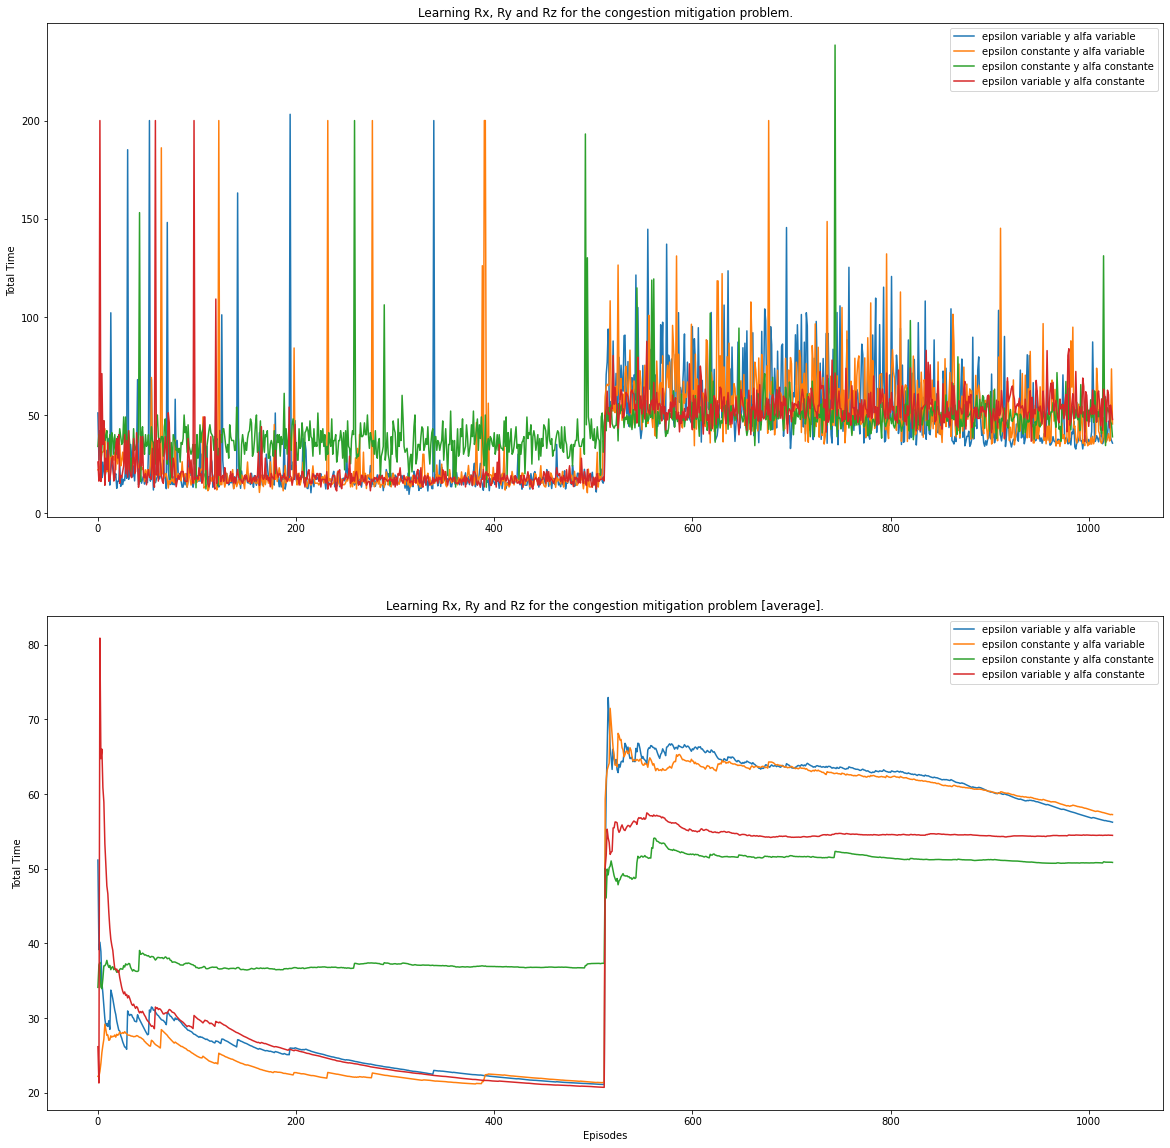 Learning Rx, Ry and Rz for the congestion mitigation problem.
epsilon variable y alfa variable
epsilon constante y alfa variable
epsilon constante y alfa constante
epsilon variable y alfa constante
Total Time
200
150
100
50
0
0 200 400 600 800 1000
Learning Rx, Ry and Rz for the congestion mitigation problem [average].
epsilon variable y alfa variable
epsilon constante y alfa variable
epsilon constante y alfa constante
epsilon variable y alfa constante
Total Time
80
70
60
50
40
30
20
0 200 400 600 800 1000
Episodes